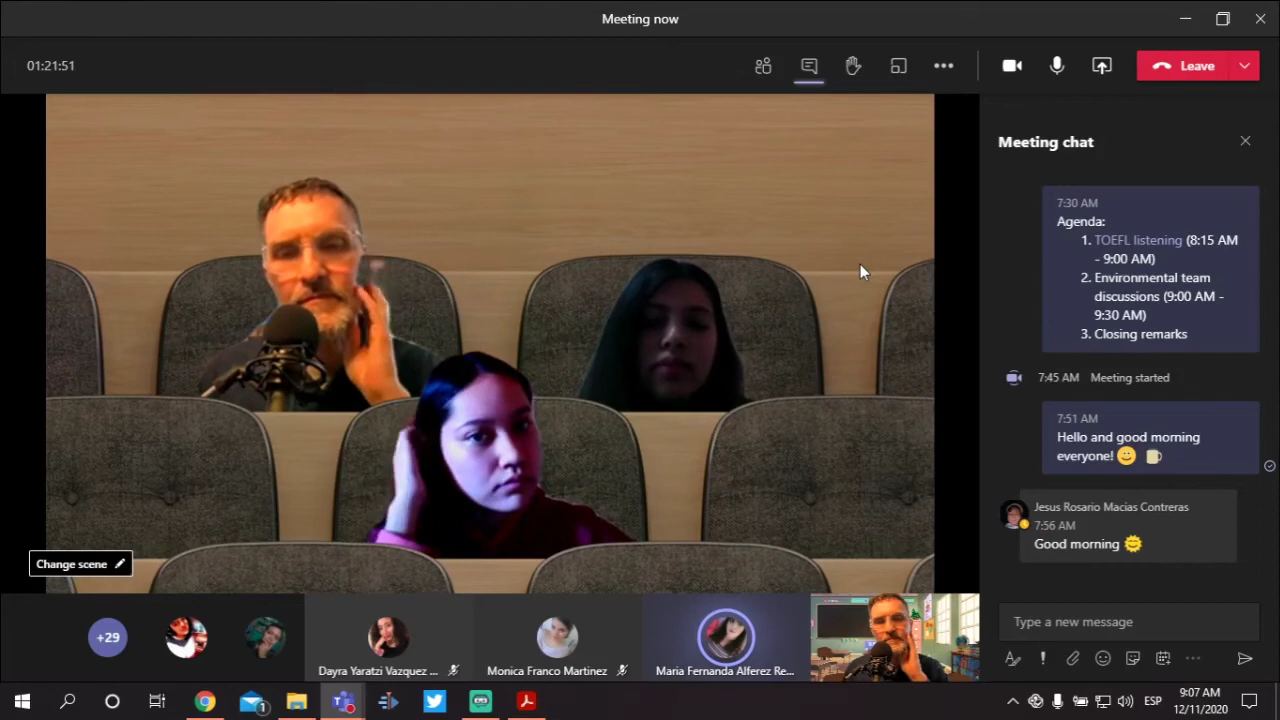 Meeting now
01:21:51
Leave
Meeting chat
7:30 AM
Agenda:
1. TOEFL listening (8:15 AM
- 9:00 AM)
2. Environmental team
discussions (9:00 AM -
9:30 AM)
3. Closing remarks
7:45 AM Meeting started
7:51 AM
Hello and good morning
everyone! 🙂 ☕
Jesus Rosario Macias Contreras
7:56 AM
Good morning 🌞
Change scene
+29
Dayra Yaratzi Vazquez ...
Monica Franco Martinez
Maria Fernanda Alferez Re...
Type a new message
1
T
ESP
9:07 AM
12/11/2020